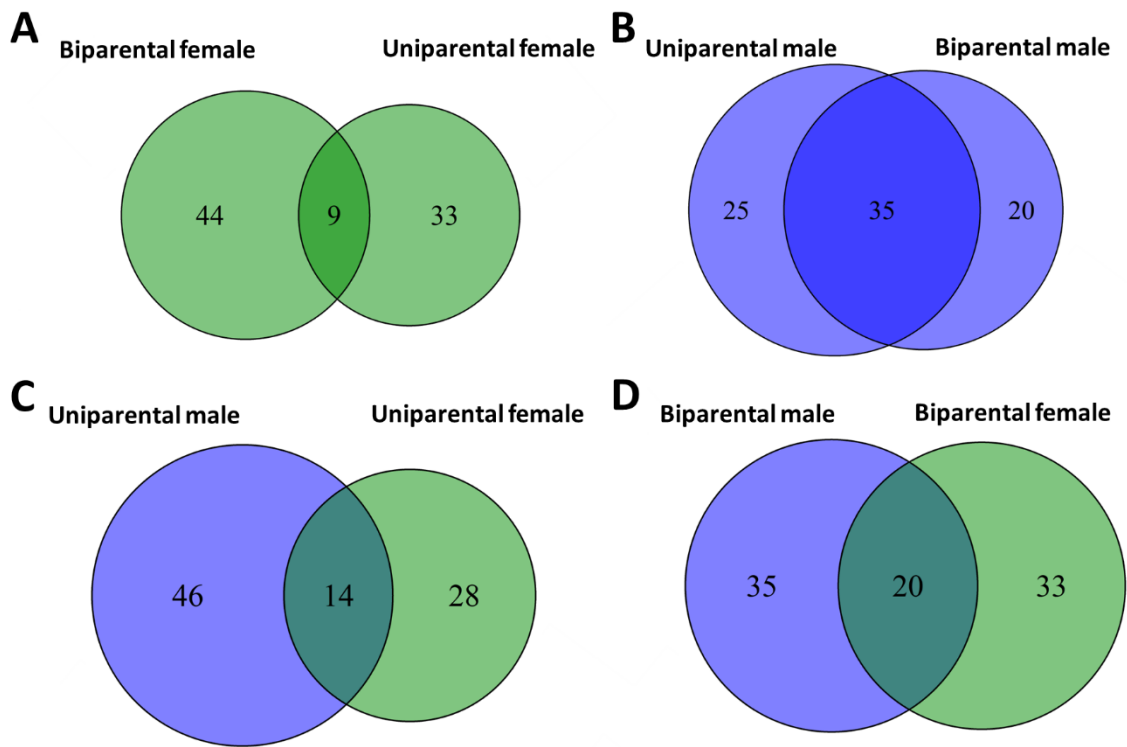 A
Biparental female
Uniparental female
44
9
33
B
Uniparental male
Biparental male
25
35
20
C
Uniparental male
Uniparental female
46
14
28
D
Biparental male
Biparental female
35
20
33